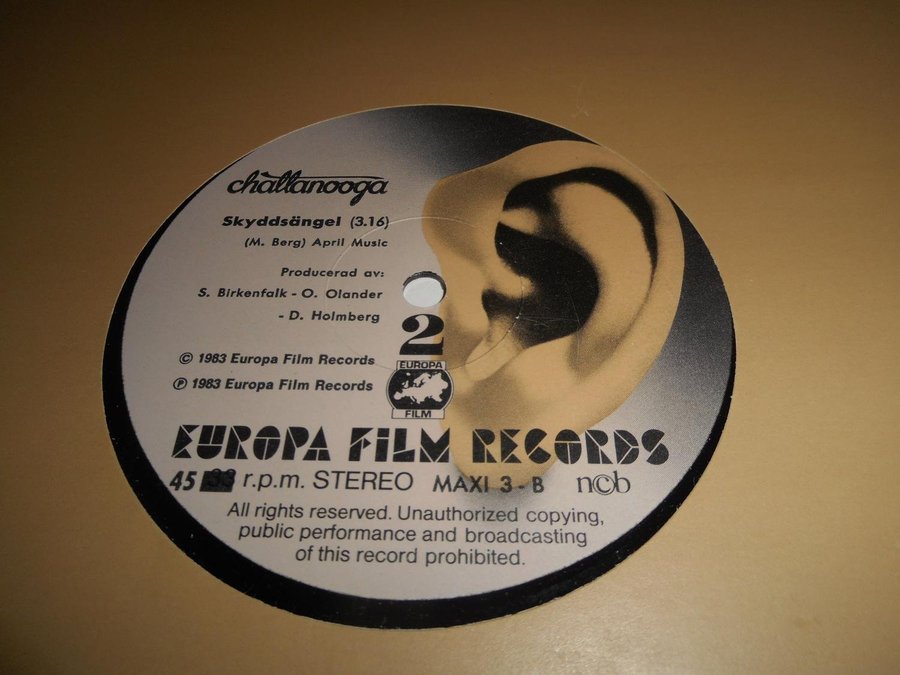 chattanooga
Skyddsängel (3.16)
(M. Berg) April Music
Producerad av:
S. Birkenfalk - O. Olander
- D. Holmberg
2
© 1983 Europa Film Records
℗ 1983 Europa Film Records
EUROPA
FILM
EUROPA FILM RECORDS
45 33 r.p.m. STEREO MAXI 3 - B n©b
All rights reserved. Unauthorized copying,
public performance and broadcasting
of this record prohibited.